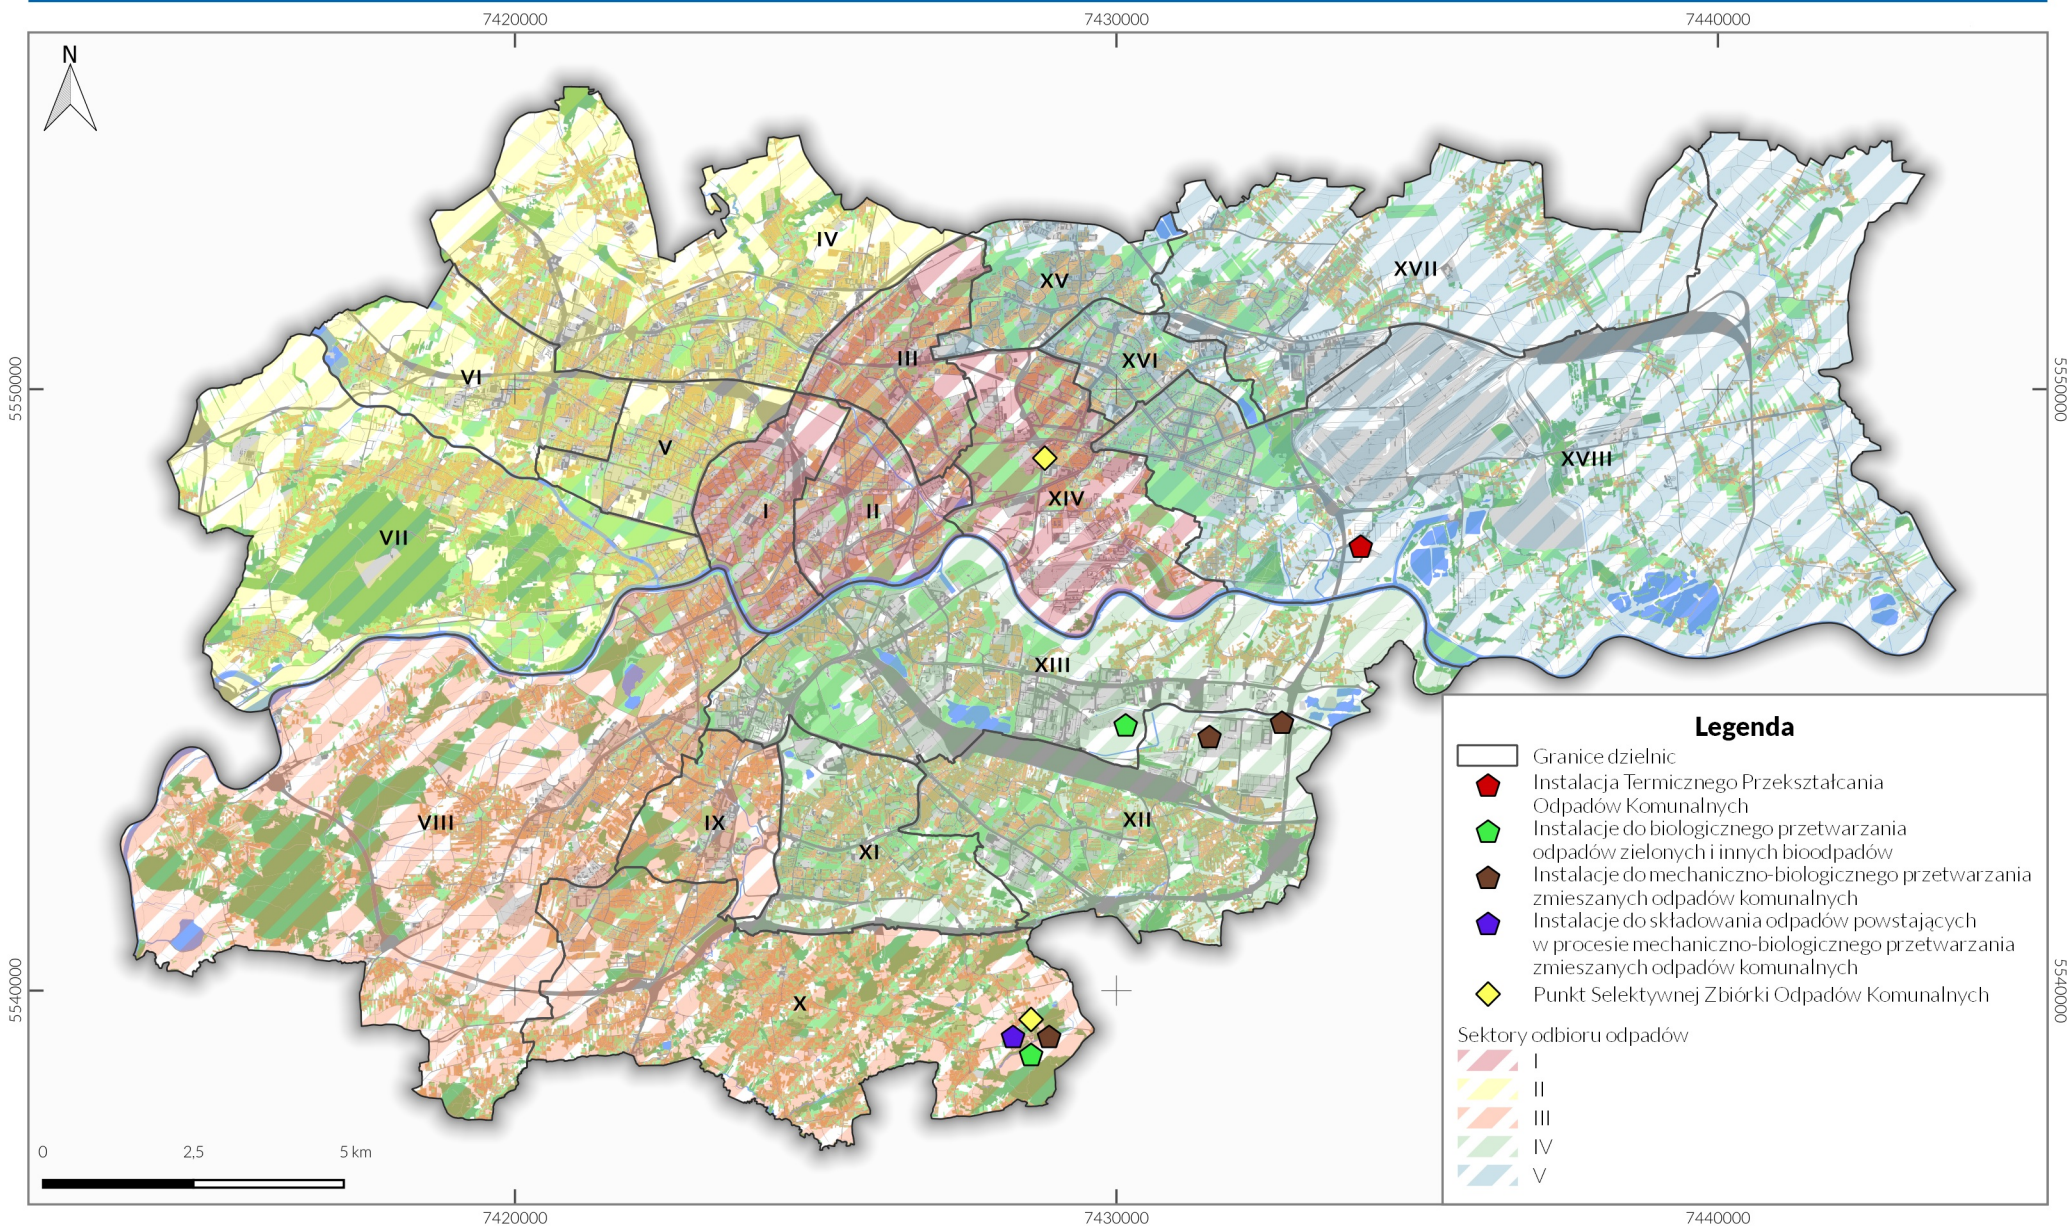 7420000 7430000 7440000
N
IV
XV
XVII
III
XVI
VI
5550000
5550000
V
XVIII
XIV
I
II
VII
XIII
Legenda
Granice dzielnic
Instalacja Termicznego Przekształcania
Odpadów Komunalnych
VIII
IX
XII
Instalacje do biologicznego przetwarzania
odpadów zielonych i innych bioodpadów
XI
Instalacje do mechaniczno-biologicznego przetwarzania
zmieszanych odpadów komunalnych
Instalacje do składowania odpadów powstających
w procesie mechaniczno-biologicznego przetwarzania
zmieszanych odpadów komunalnych
5540000
5540000
X
Punkt Selektywnej Zbiórki Odpadów Komunalnych
Sektory odbioru odpadów
I
II
III
IV
V
0 2,5 5 km
7420000 7430000 7440000